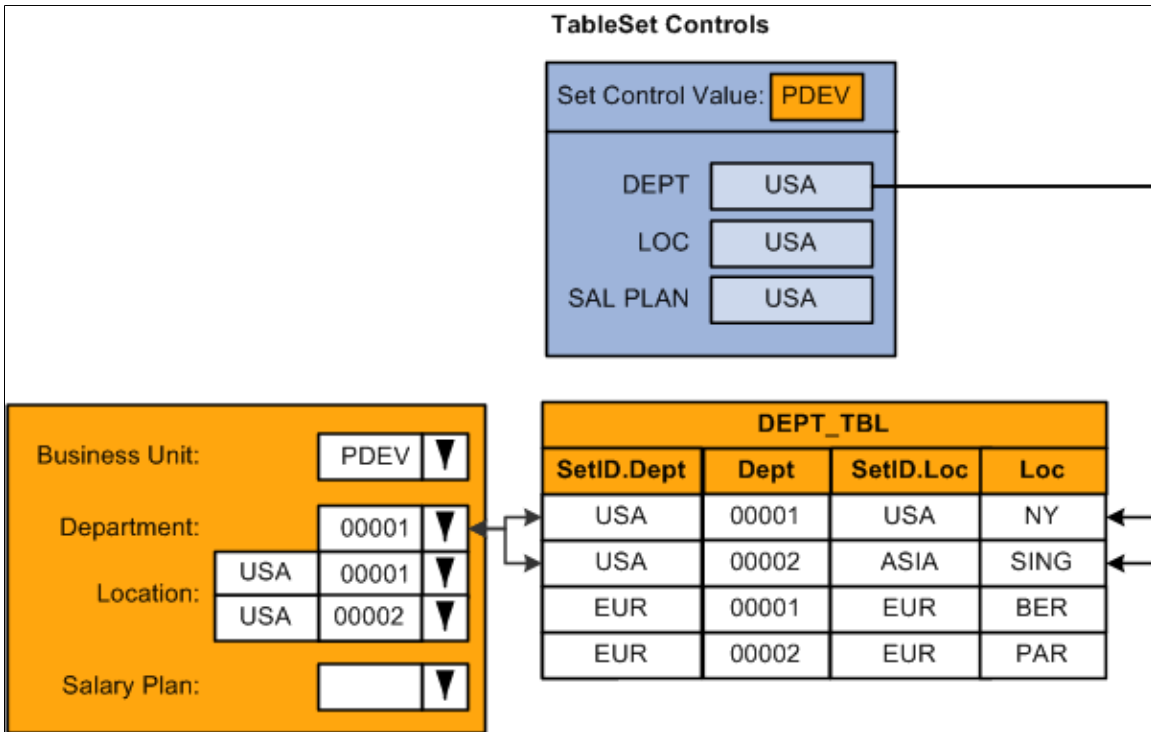 TableSet Controls
Set Control Value: PDEV
DEPT USA
LOC USA
SAL PLAN USA
Business Unit: PDEV
Department: 00001
Location:
USA 00001
USA 00002
Salary Plan:
DEPT_TBL
SetID.Dept Dept SetID.Loc Loc
USA 00001 USA NY
USA 00002 ASIA SING
EUR 00001 EUR BER
EUR 00002 EUR PAR